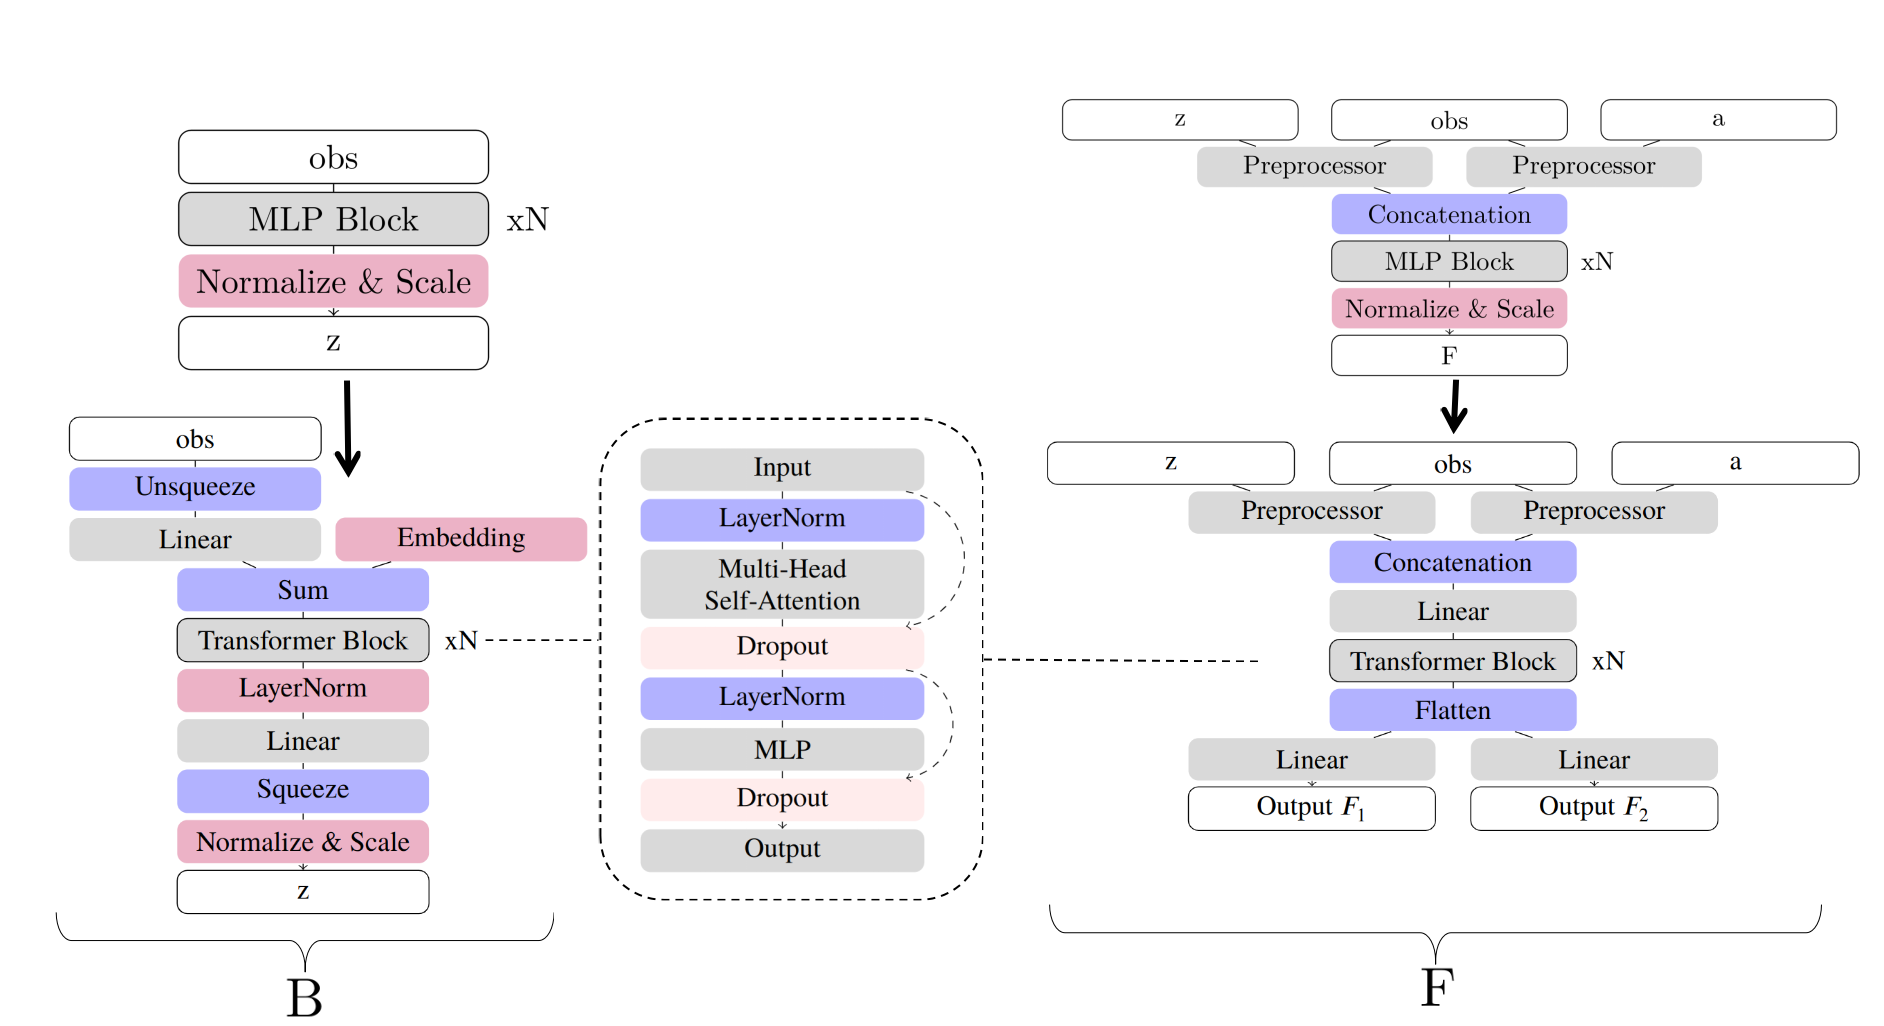 obs
MLP Block xN
Normalize & Scale
z
obs
Unsqueeze
Linear
Embedding
Sum
Transformer Block xN
LayerNorm
Linear
Squeeze
Normalize & Scale
z
B
Input
LayerNorm
Multi-Head
Self-Attention
Dropout
LayerNorm
MLP
Dropout
Output
z obs a
Preprocessor Preprocessor
Concatenation
MLP Block xN
Normalize & Scale
F
z obs a
Preprocessor Preprocessor
Concatenation
Linear
Transformer Block xN
Flatten
Linear Linear
Output F₁ Output F₂
F